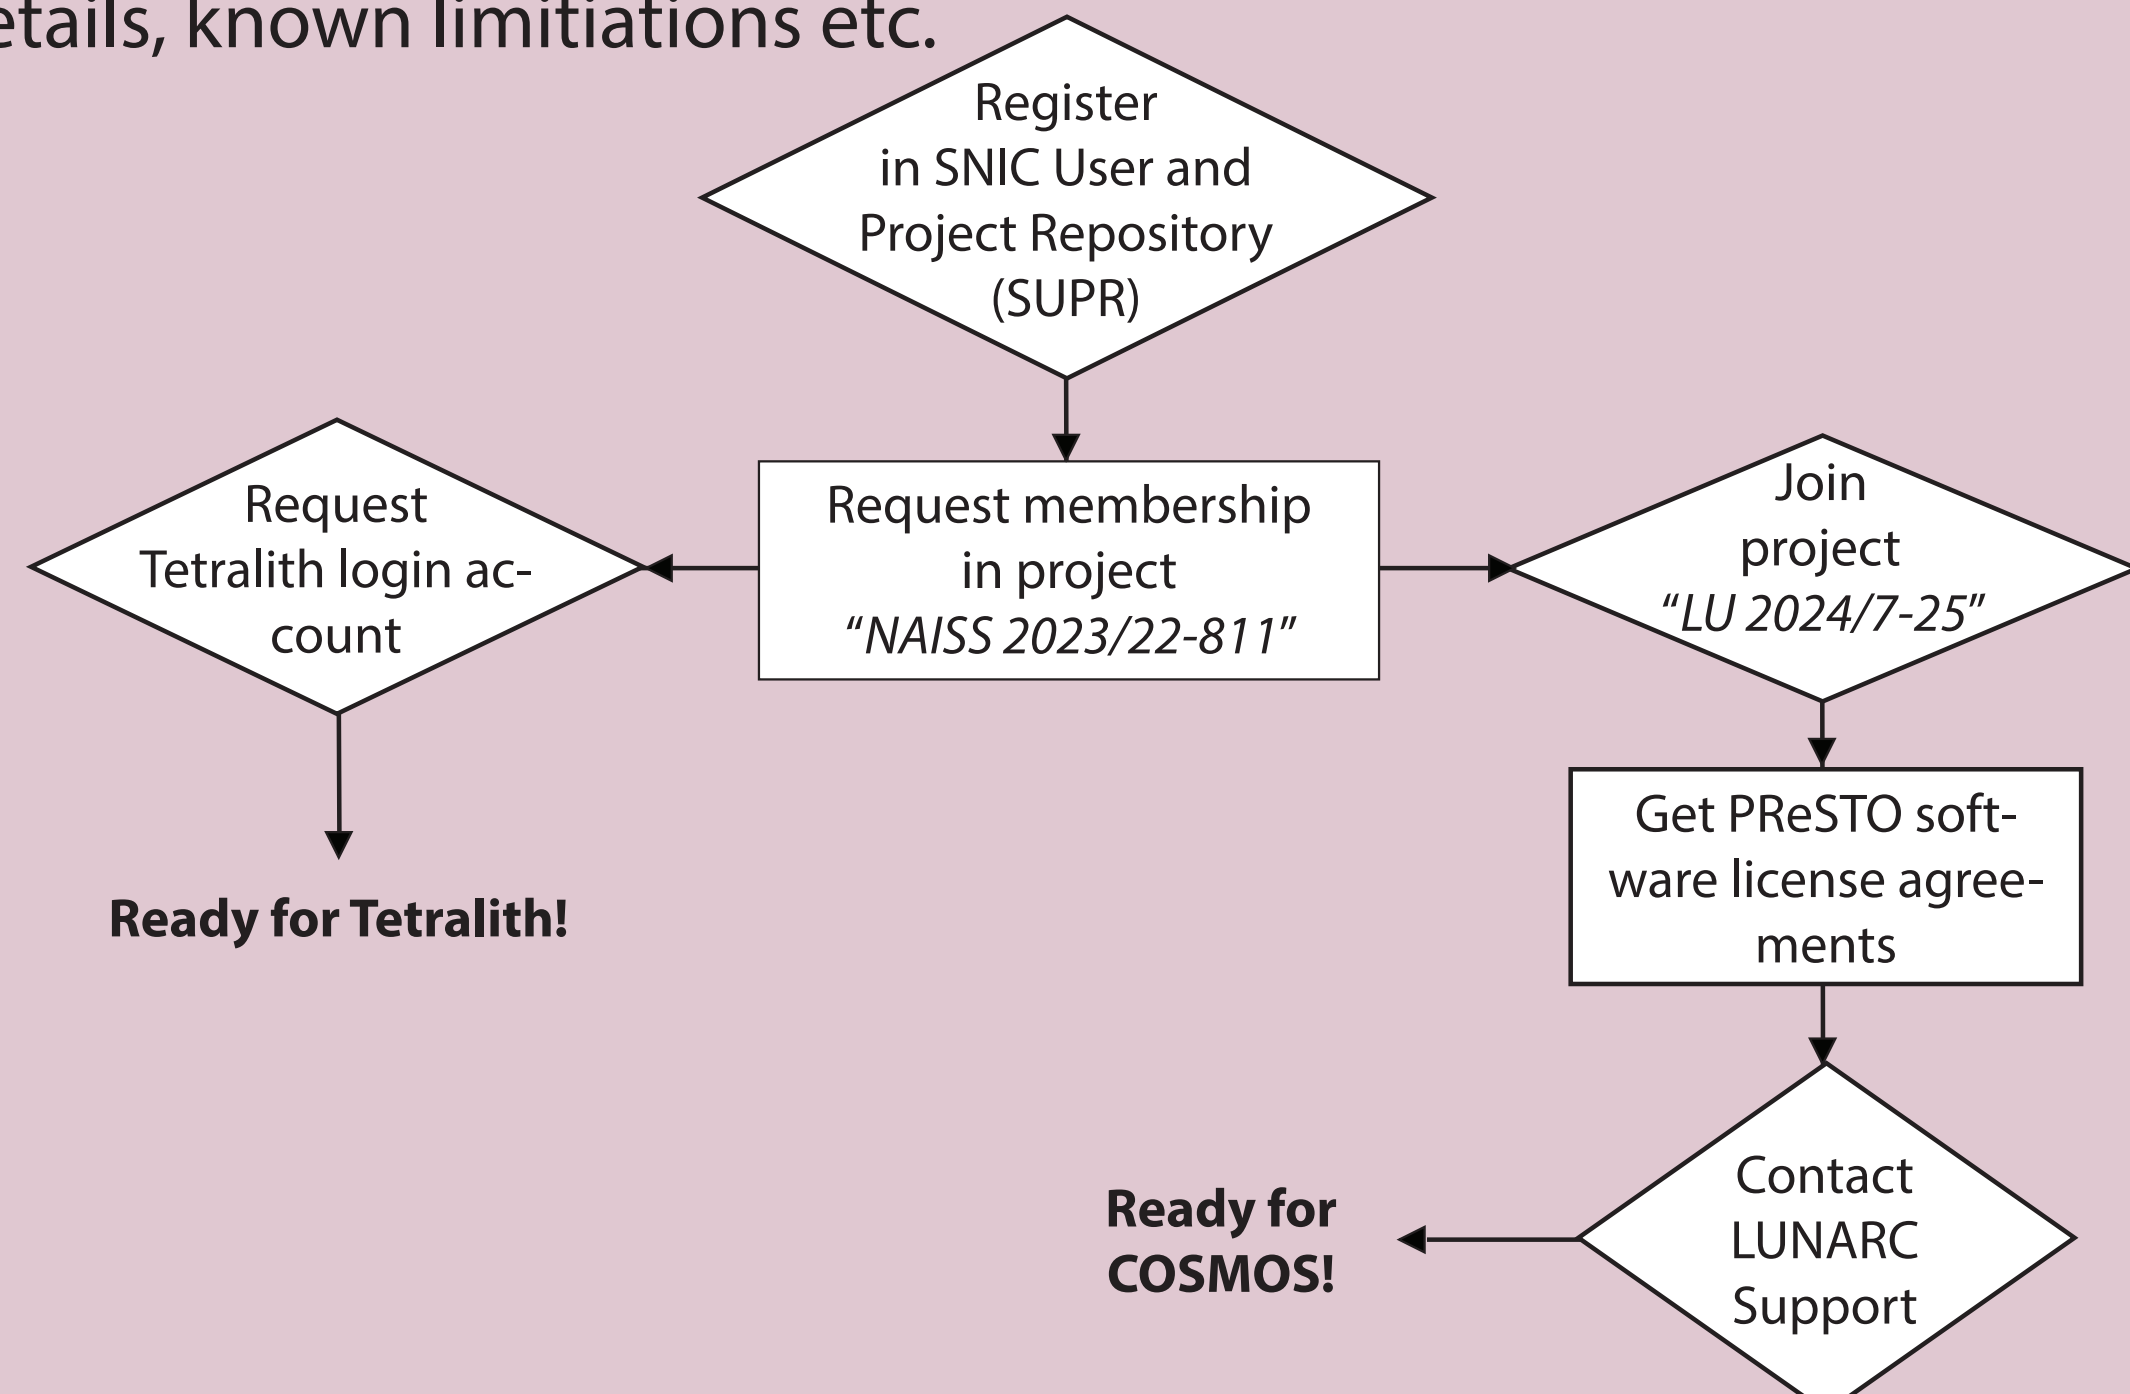 etails, known limitiations etc.
Register
in SNIC User and
Project Repository
(SUPR)
Request
Tetralith login ac-
count
Request membership
in project
“NAISS 2023/22-811”
Join
project
“LU 2024/7-25”
Ready for Tetralith!
Get PReSTO soft-
ware license agree-
ments
Ready for
COSMOS!
Contact
LUNARC
Support